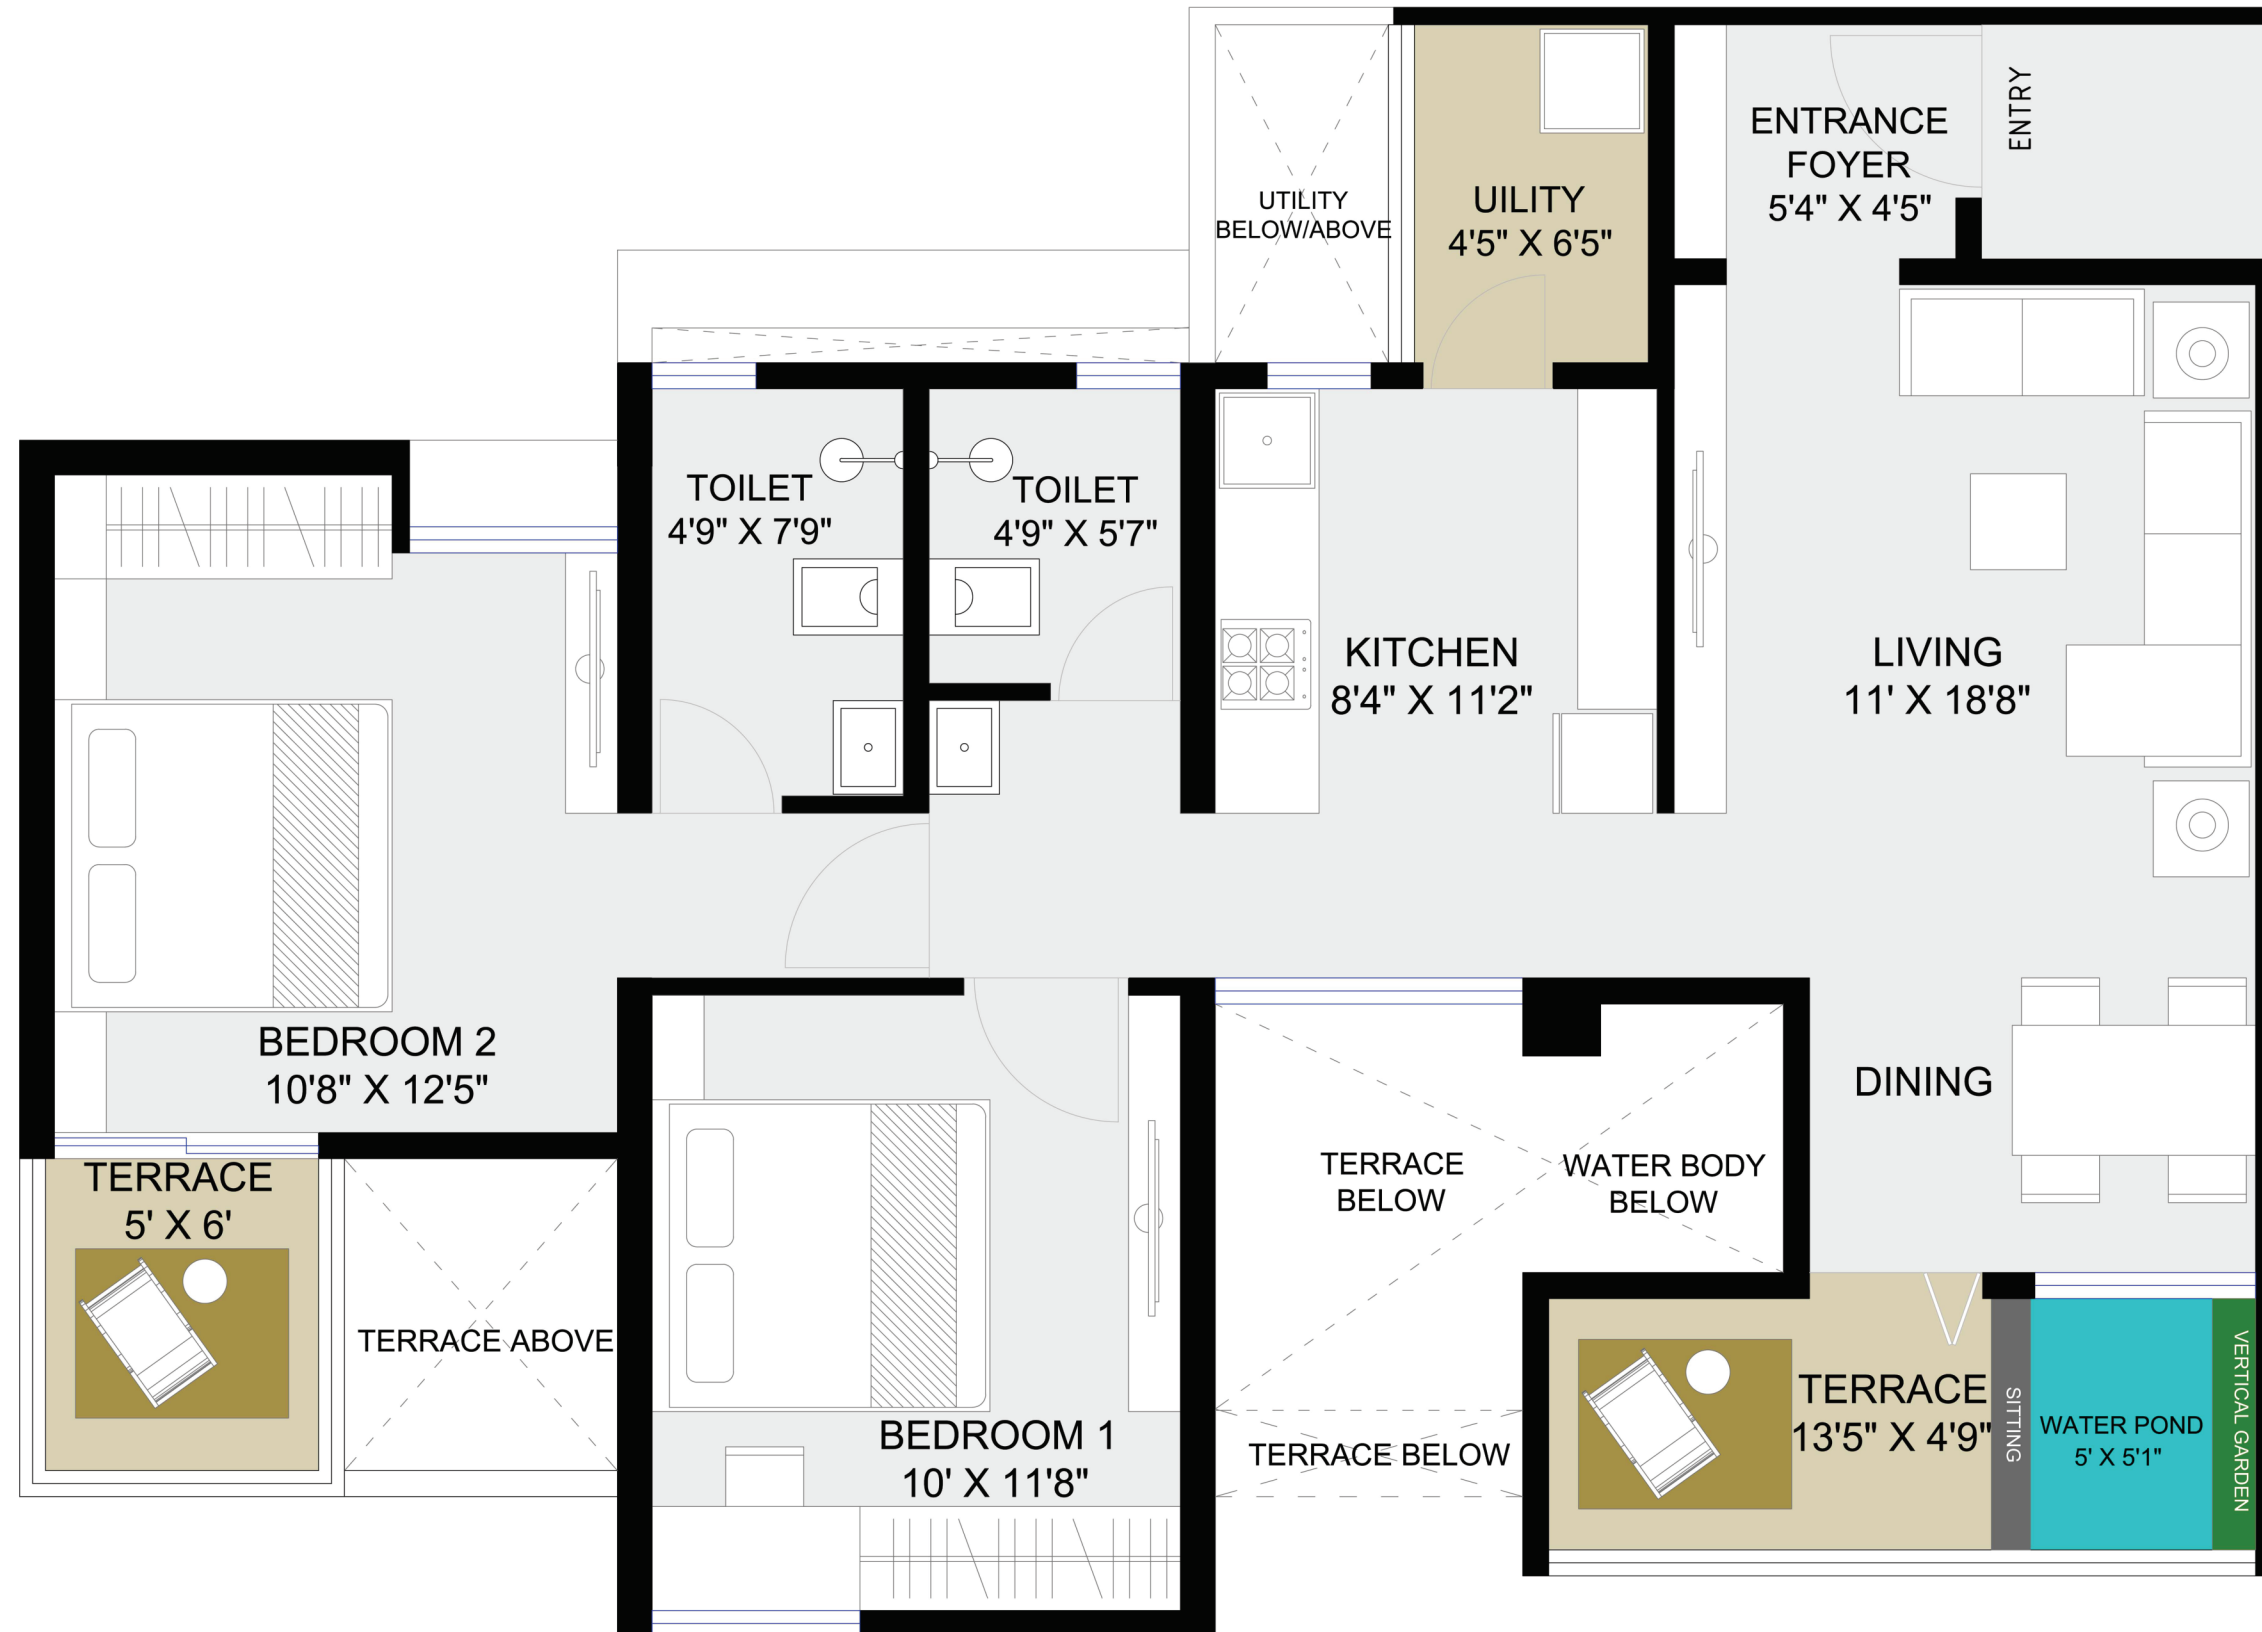 ENTRY
ENTRANCE
FOYER
5'4" X 4'5"
UTILITY
BELOW/ABOVE
UILITY
4'5" X 6'5"
TOILET
4'9" X 7'9"
TOILET
4'9" X 5'7"
KITCHEN
8'4" X 11'2"
LIVING
11' X 18'8"
BEDROOM 2
10'8" X 12'5"
DINING
TERRACE
5' X 6'
TERRACE
BELOW
WATER BODY
BELOW
TERRACE ABOVE
BEDROOM 1
10' X 11'8"
TERRACE BELOW
TERRACE
13'5" X 4'9"
SITTING
WATER POND
5' X 5'1"
VERTICAL GARDEN